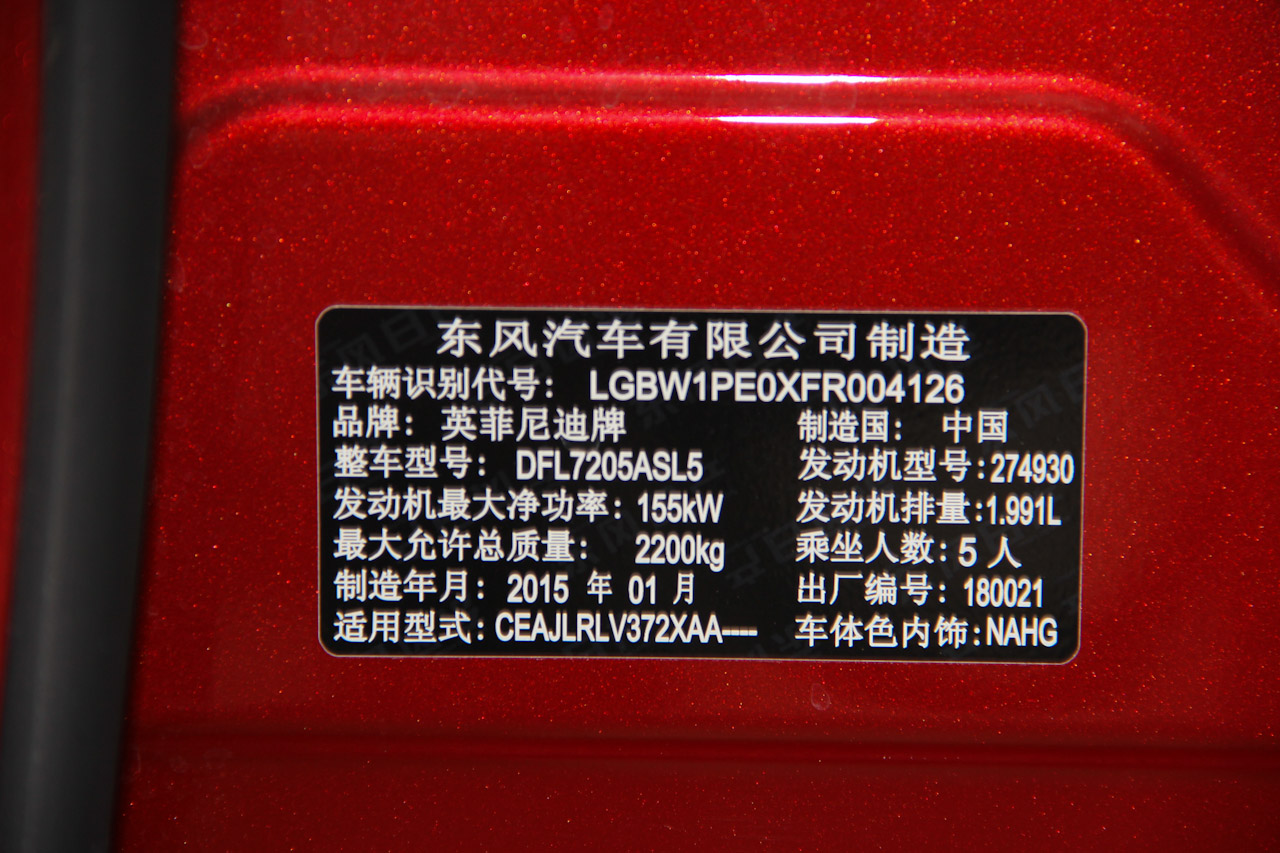 东风汽车有限公司制造
车辆识别代号： LGBW1PE0XFR004126
品牌： 英菲尼迪牌 制造国： 中国
整车型号： DFL7205ASL5 发动机型号:274930
发动机最大净功率: 155kW 发动机排量:1.991L
最大允许总质量: 2200kg 乘坐人数: 5 人
制造年月: 2015 年 01 月 出厂编号: 180021
适用型式: CEAJLRLV372XAA---- 车体色内饰:NAHG